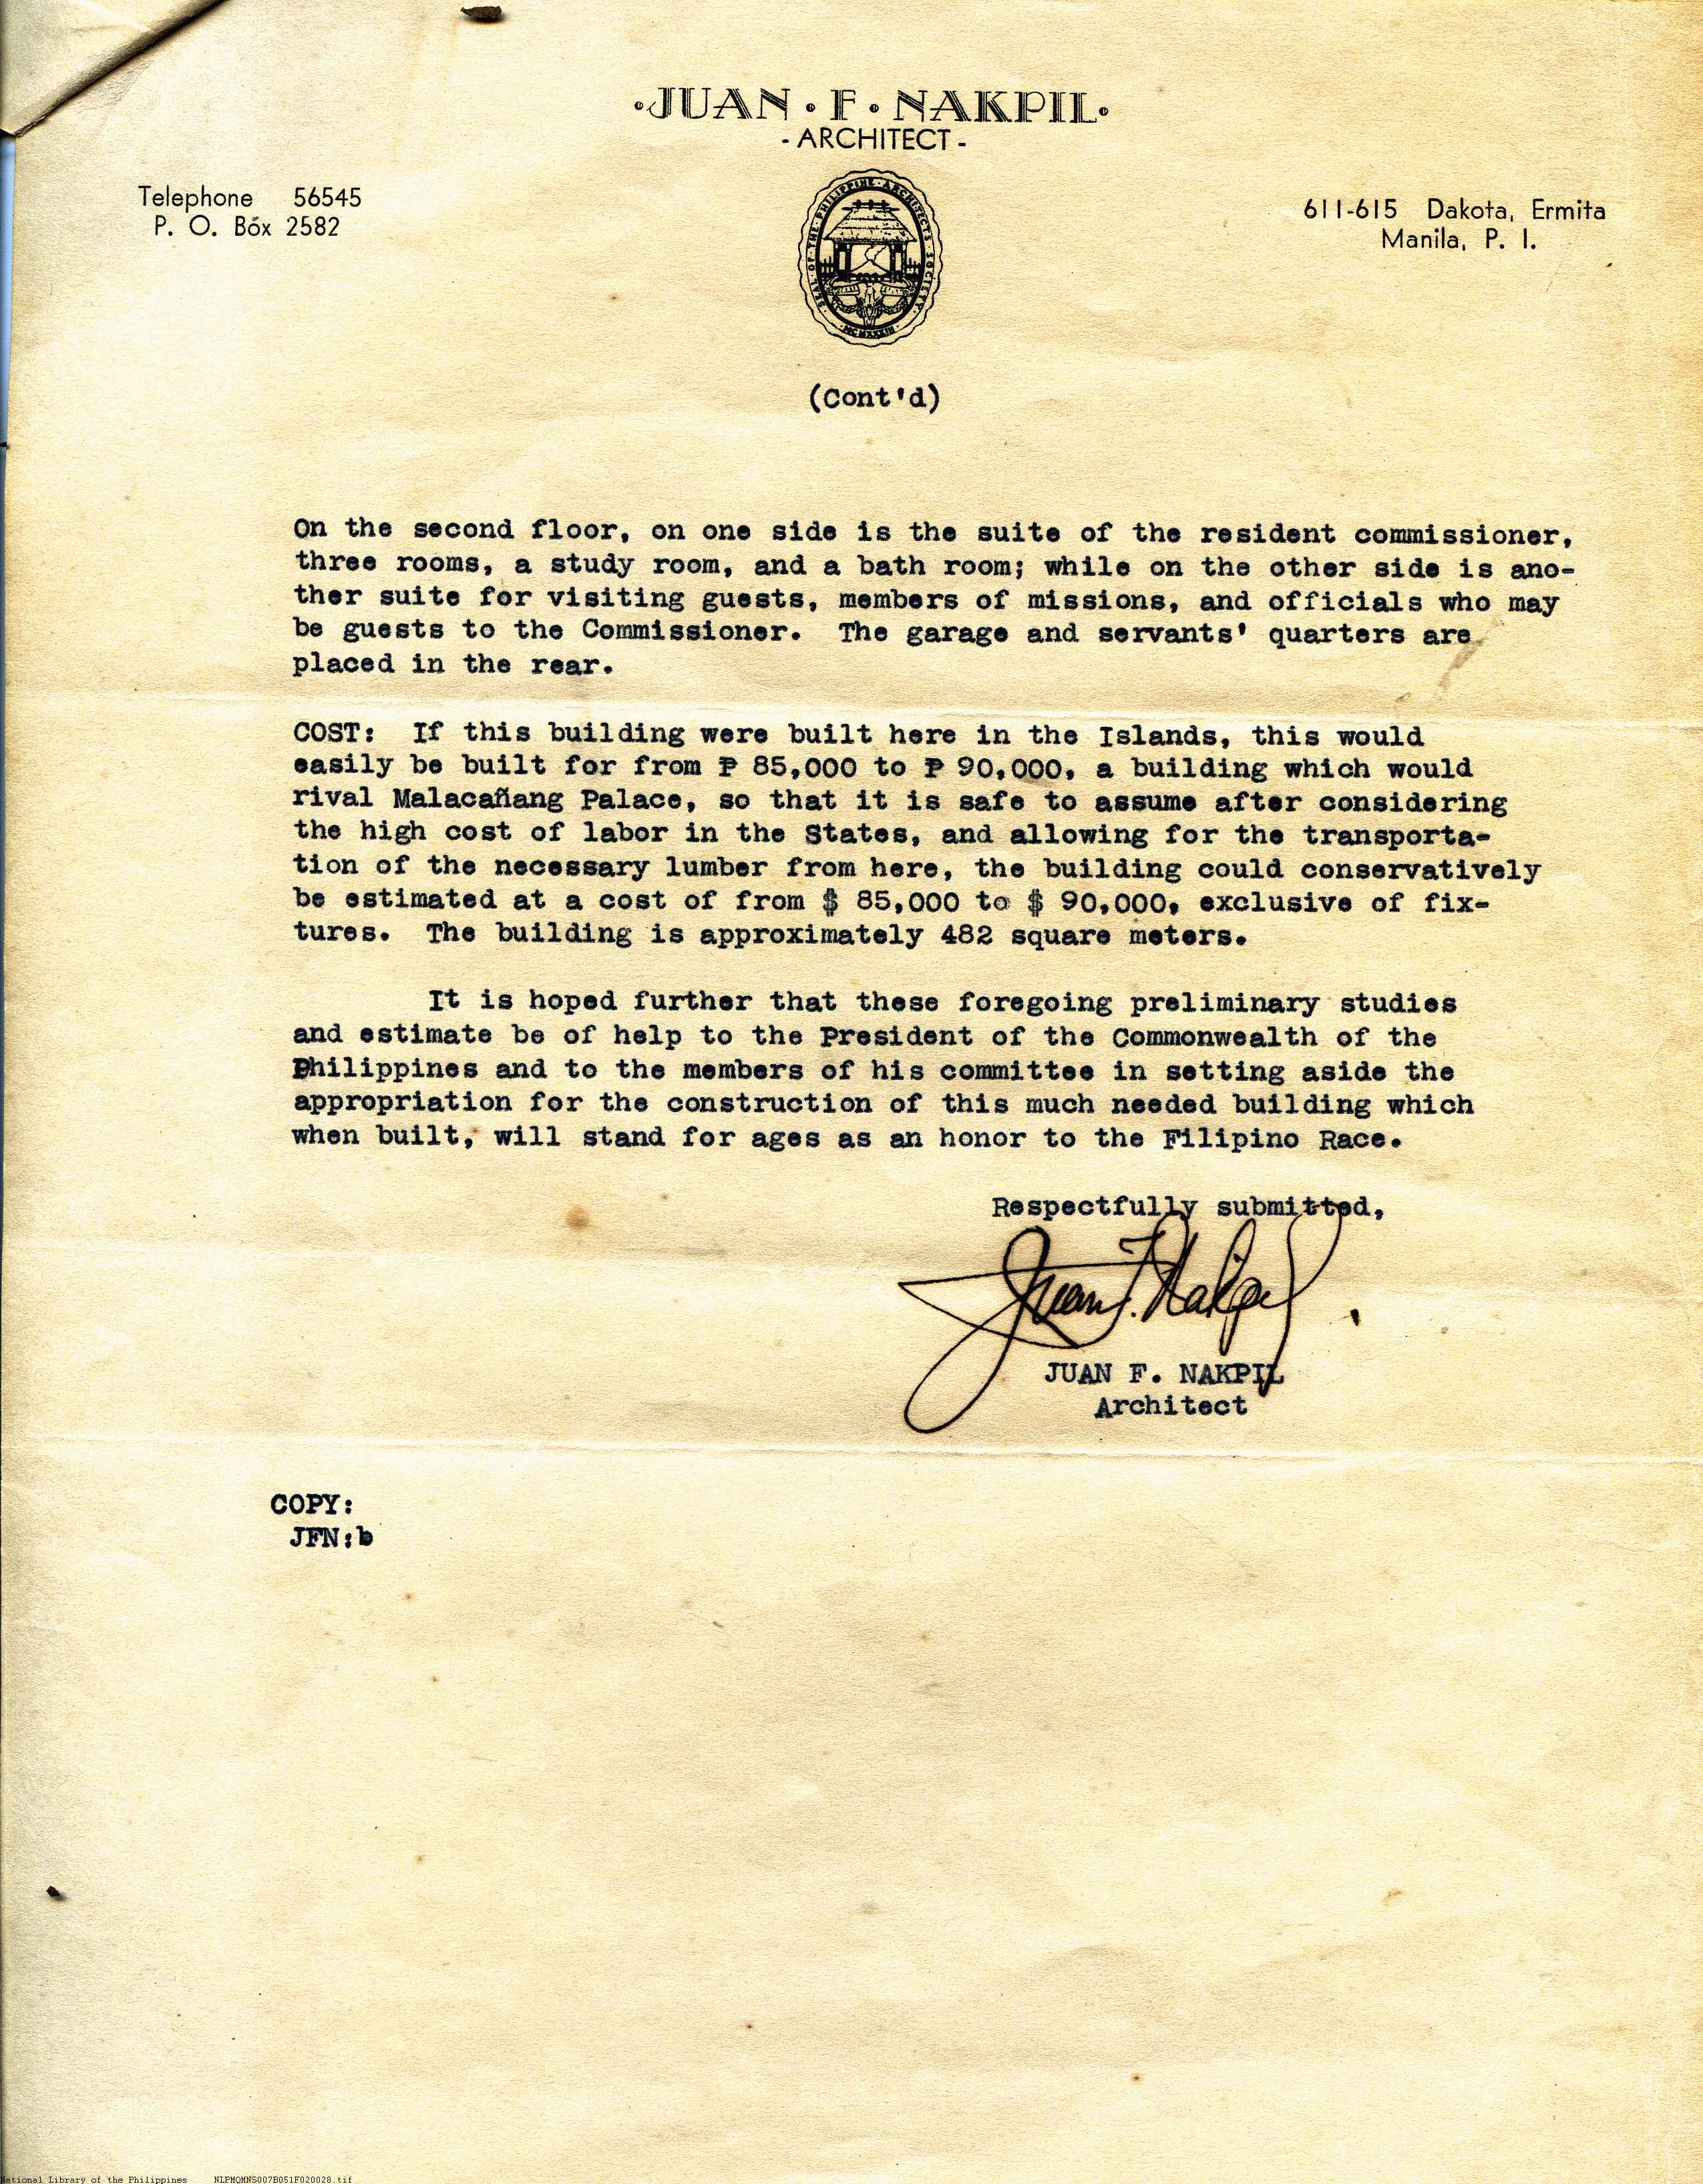 ·JUAN · F · NAKPIL·
- ARCHITECT -
Telephone 56545
P. O. Bóx 2582
611-615 Dakota, Ermita
Manila, P. I.
SEAL · OF · THE · PHILIPPINE · ARCHITECTS · SOCIETY ·
· MCMXXXIII ·
(Cont'd)
On the second floor, on one side is the suite of the resident commissioner,
three rooms, a study room, and a bath room; while on the other side is ano-
ther suite for visiting guests, members of missions, and officials who may
be guests to the Commissioner. The garage and servants' quarters are
placed in the rear.
COST: If this building were built here in the Islands, this would
easily be built for from ₱ 85,000 to ₱ 90,000, a building which would
rival Malacañang Palace, so that it is safe to assume after considering
the high cost of labor in the States, and allowing for the transporta-
tion of the necessary lumber from here, the building could conservatively
be estimated at a cost of from $ 85,000 to $ 90,000, exclusive of fix-
tures. The building is approximately 482 square meters.
It is hoped further that these foregoing preliminary studies
and estimate be of help to the President of the Commonwealth of the
Philippines and to the members of his committee in setting aside the
appropriation for the construction of this much needed building which
when built, will stand for ages as an honor to the Filipino Race.
Respectfully submitted,
Juan F. Nakpil
JUAN F. NAKPIL
Architect
COPY:
JFN:b
National Library of the Philippines NLPMQMNS007B051F020028.tif